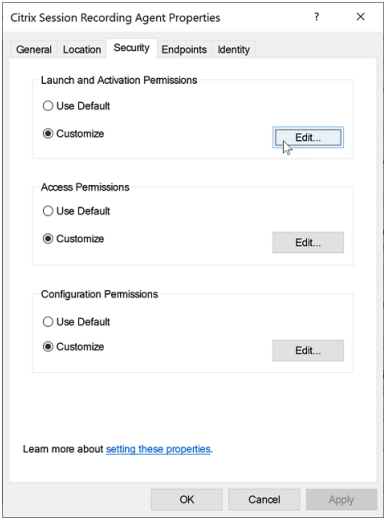 Citrix Session Recording Agent Properties ? ×
General Location Security Endpoints Identity
Launch and Activation Permissions
Use Default
Customize Edit...
Access Permissions
Use Default
Customize Edit...
Configuration Permissions
Use Default
Customize Edit...
Learn more about setting these properties.
OK Cancel Apply